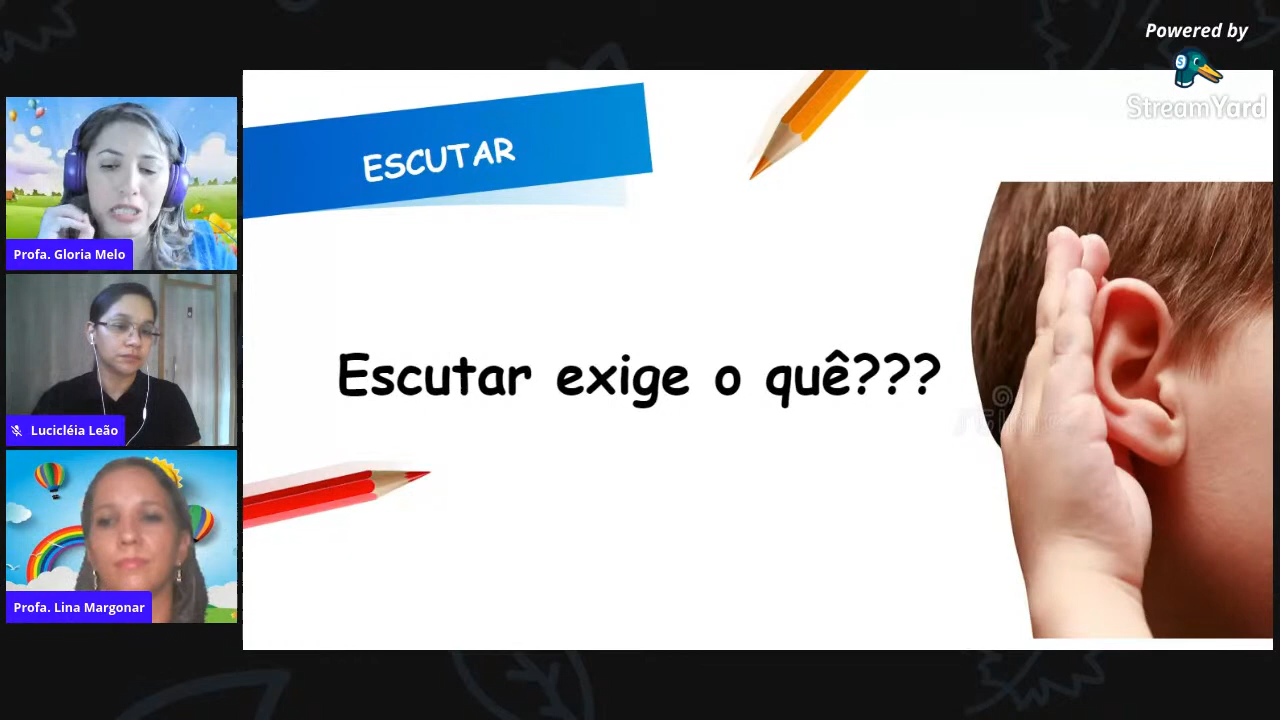 Powered by
StreamYard
ESCUTAR
Escutar exige o quê???
Profa. Gloria Melo
Lucicléia Leão
Profa. Lina Margonar